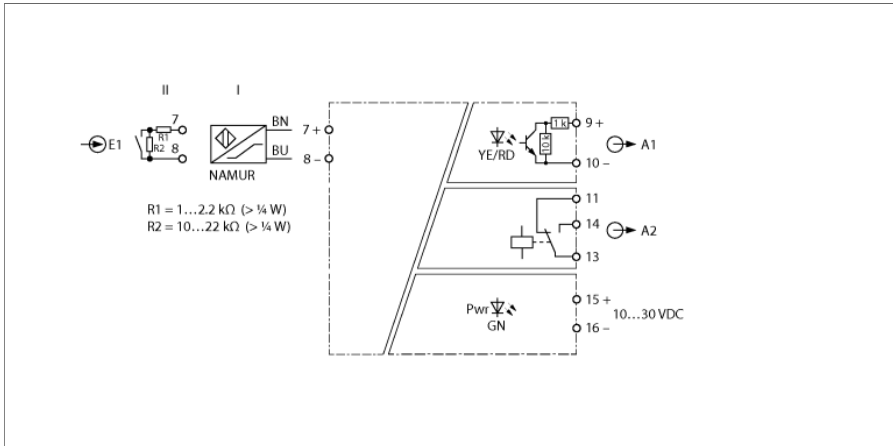 II
I
E1
7
R1
R2
8
BN
7 +
BU
8 –
NAMUR
R1 = 1…2.2 kΩ (> ¼ W)
R2 = 10…22 kΩ (> ¼ W)
YE/RD
1 k
10 k
9 +
10 –
A1
11
14
13
A2
Pwr
GN
15 +
16 –
10…30 VDC